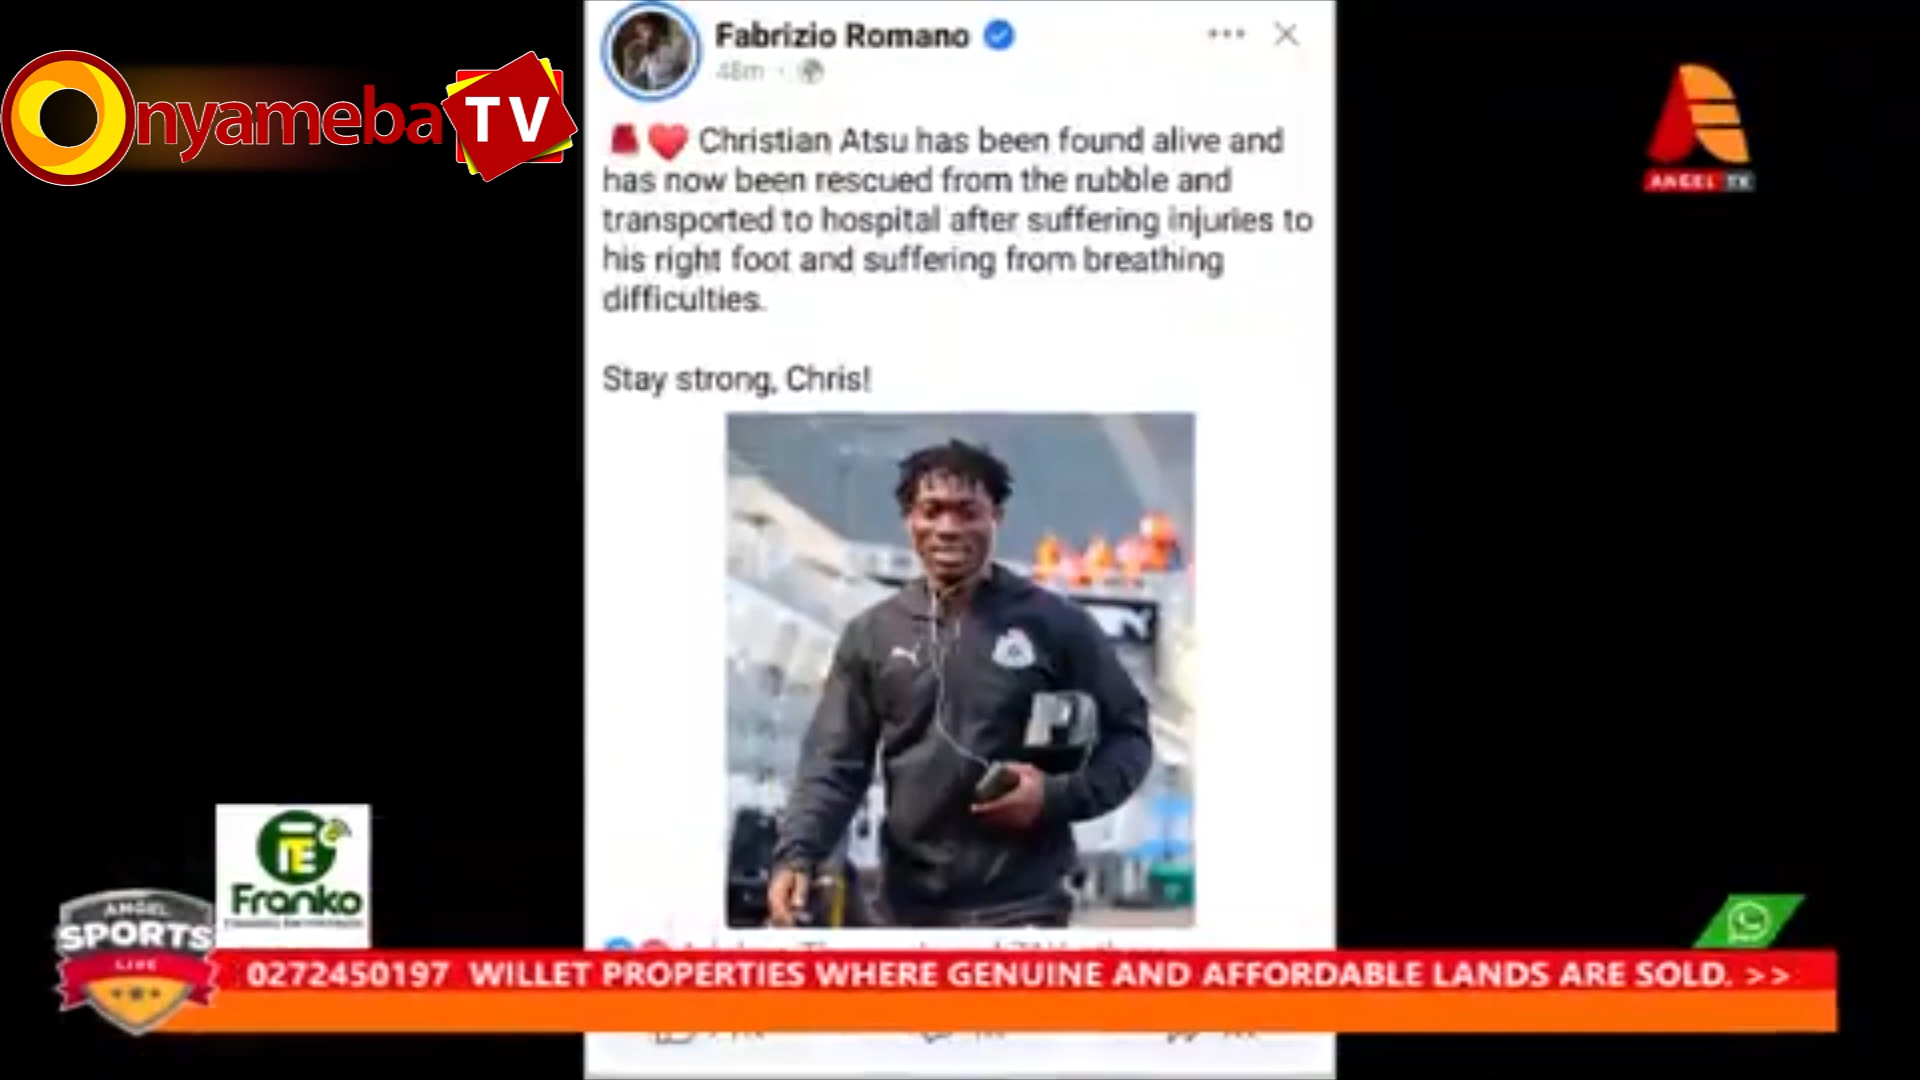 Onyameba TV
Fabrizio Romano
48m
Christian Atsu has been found alive and
has now been rescued from the rubble and
transported to hospital after suffering injuries to
his right foot and suffering from breathing
difficulties.
Stay strong, Chris!
ANGEL
Franko
ANGEL
SPORTS
LIVE
0272450197 WILLET PROPERTIES WHERE GENUINE AND AFFORDABLE LANDS ARE SOLD. >>